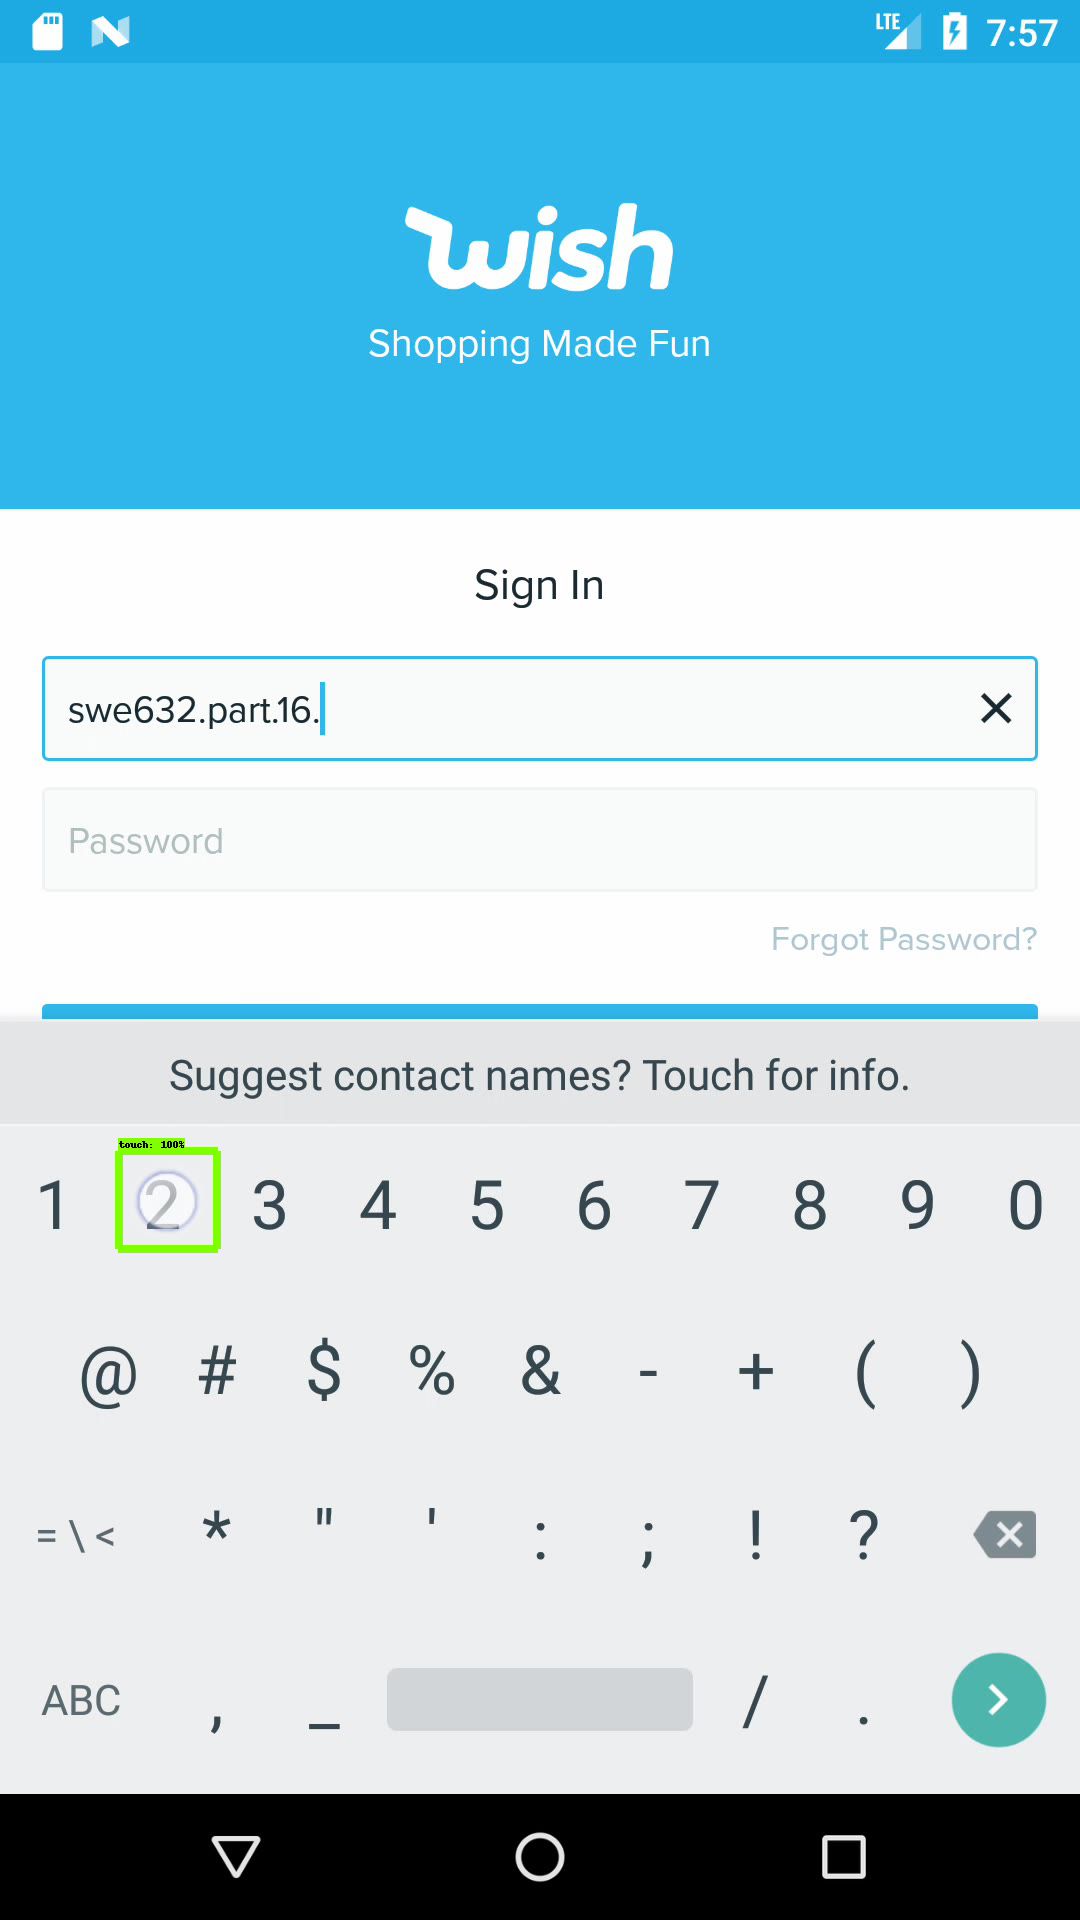 LTE 7:57
wish
Shopping Made Fun
Sign In
swe632.part.16.
Password
Forgot Password?
Suggest contact names? Touch for info.
touch: 100%
1 2 3 4 5 6 7 8 9 0
@ # $ % & - + ( )
= \ < * " ' : ; ! ?
ABC , _ / .